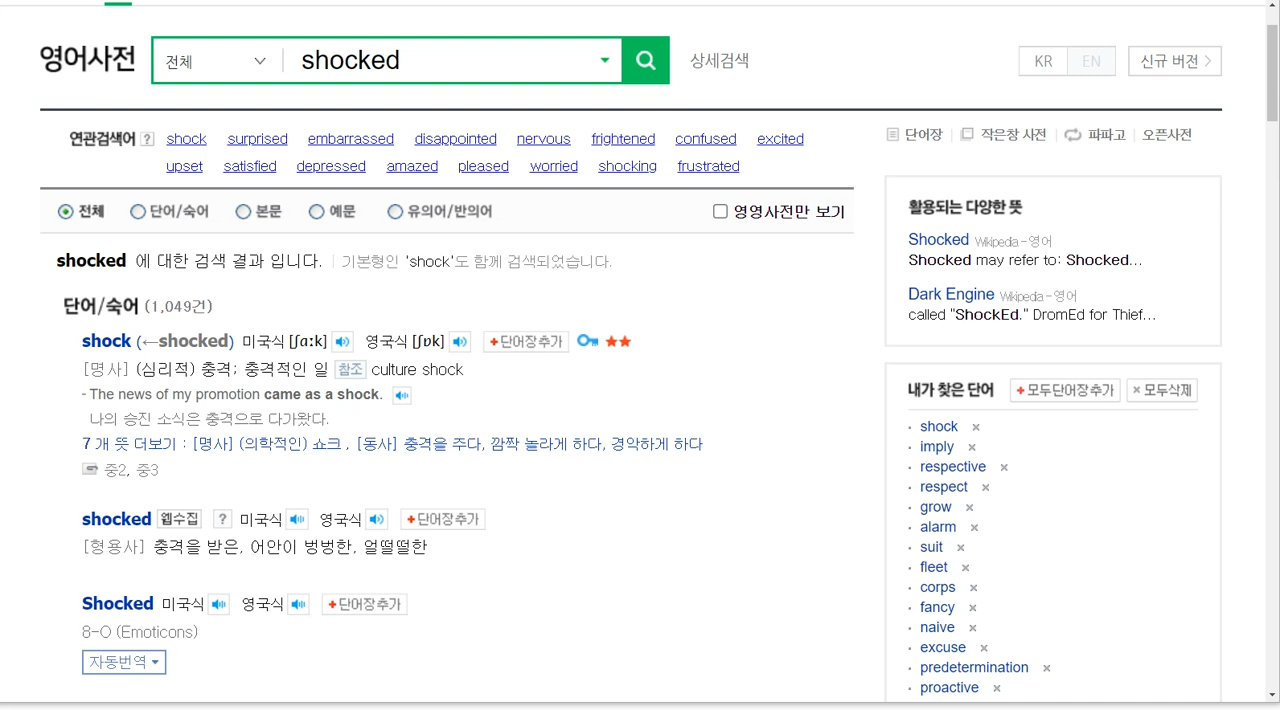 영어사전 전체 shocked 상세검색 KR EN 신규 버전
연관검색어 ? shock surprised embarrassed disappointed nervous frightened confused excited
upset satisfied depressed amazed pleased worried shocking frustrated
단어장 작은창 사전 파파고 오픈사전
전체 단어/숙어 본문 예문 유의어/반의어 영영사전만 보기
shocked 에 대한 검색 결과 입니다. 기본형인 'shock'도 함께 검색되었습니다.
단어/숙어 (1,049건)
shock (←shocked) 미국식 [ʃɑːk] 영국식 [ʃɒk] +단어장추가 ★★
[명사] (심리적) 충격; 충격적인 일 참조 culture shock
- The news of my promotion came as a shock.
나의 승진 소식은 충격으로 다가왔다.
7 개 뜻 더보기 : [명사] (의학적인) 쇼크 , [동사] 충격을 주다, 깜짝 놀라게 하다, 경악하게 하다
중2, 중3
shocked 웹수집 ? 미국식 영국식 +단어장추가
[형용사] 충격을 받은, 어안이 벙벙한, 얼떨떨한
Shocked 미국식 영국식 +단어장추가
8-O (Emoticons)
자동번역
활용되는 다양한 뜻
Shocked Wikipedia-영어
Shocked may refer to: Shocked...
Dark Engine Wikipedia-영어
called "ShockEd." DromEd for Thief...
내가 찾은 단어 +모두단어장추가 ×모두삭제
· shock ×
· imply ×
· respective ×
· respect ×
· grow ×
· alarm ×
· suit ×
· fleet ×
· corps ×
· fancy ×
· naive ×
· excuse ×
· predetermination ×
· proactive ×